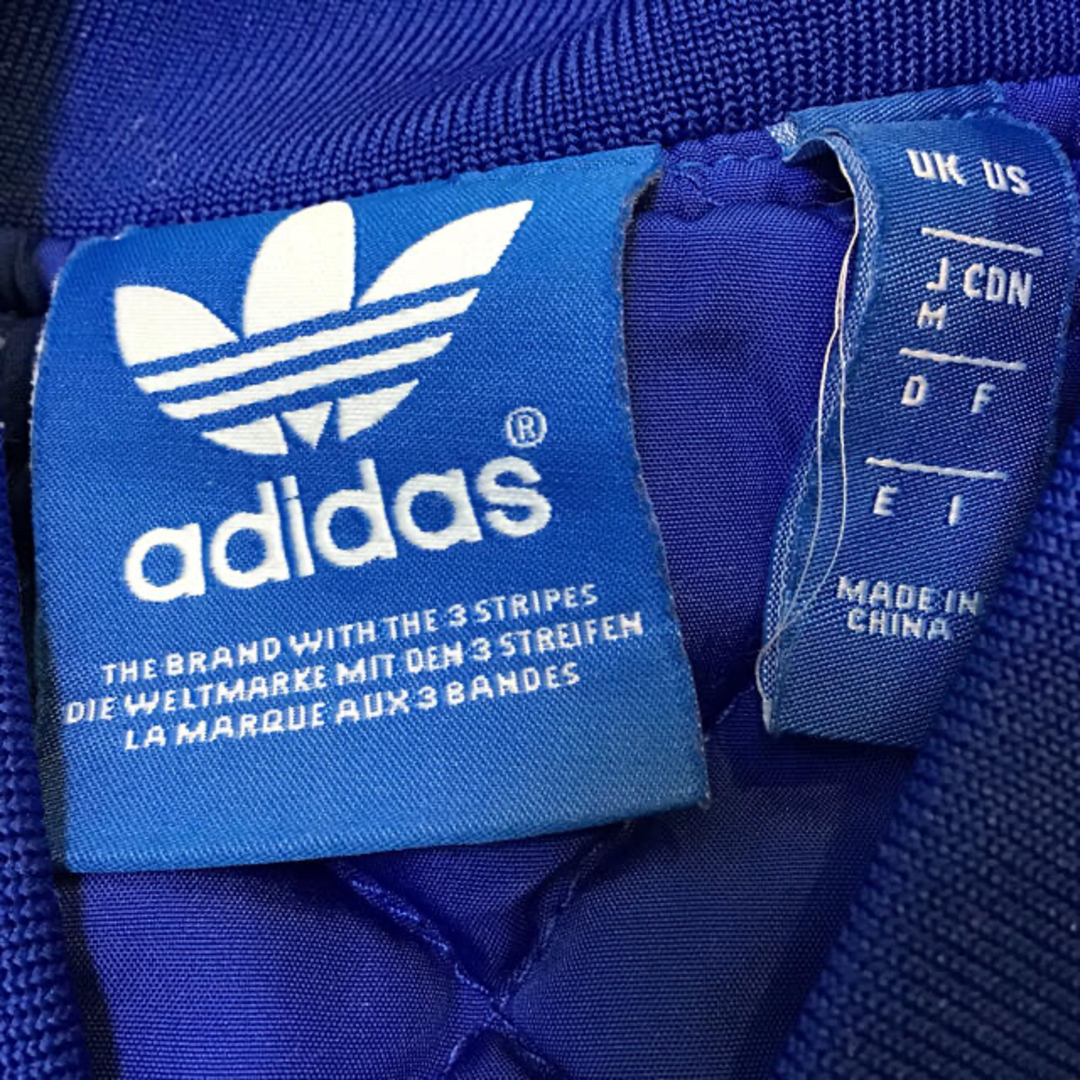 adidas®
THE BRAND WITH THE 3 STRIPES
DIE WELTMARKE MIT DEN 3 STREIFEN
LA MARQUE AUX 3 BANDES
UK US
J CDN
M
D F
E I
MADE IN
CHINA